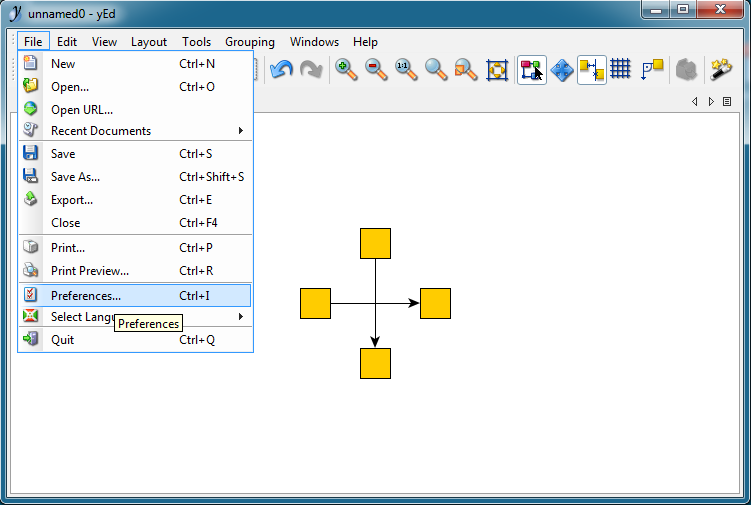 unnamed0 - yEd
File Edit View Layout Tools Grouping Windows Help
New Ctrl+N
Open... Ctrl+O
Open URL...
Recent Documents
Save Ctrl+S
Save As... Ctrl+Shift+S
Export... Ctrl+E
Close Ctrl+F4
Print... Ctrl+P
Print Preview... Ctrl+R
Preferences... Ctrl+I
Select
Preferences
Quit Ctrl+Q
1:1